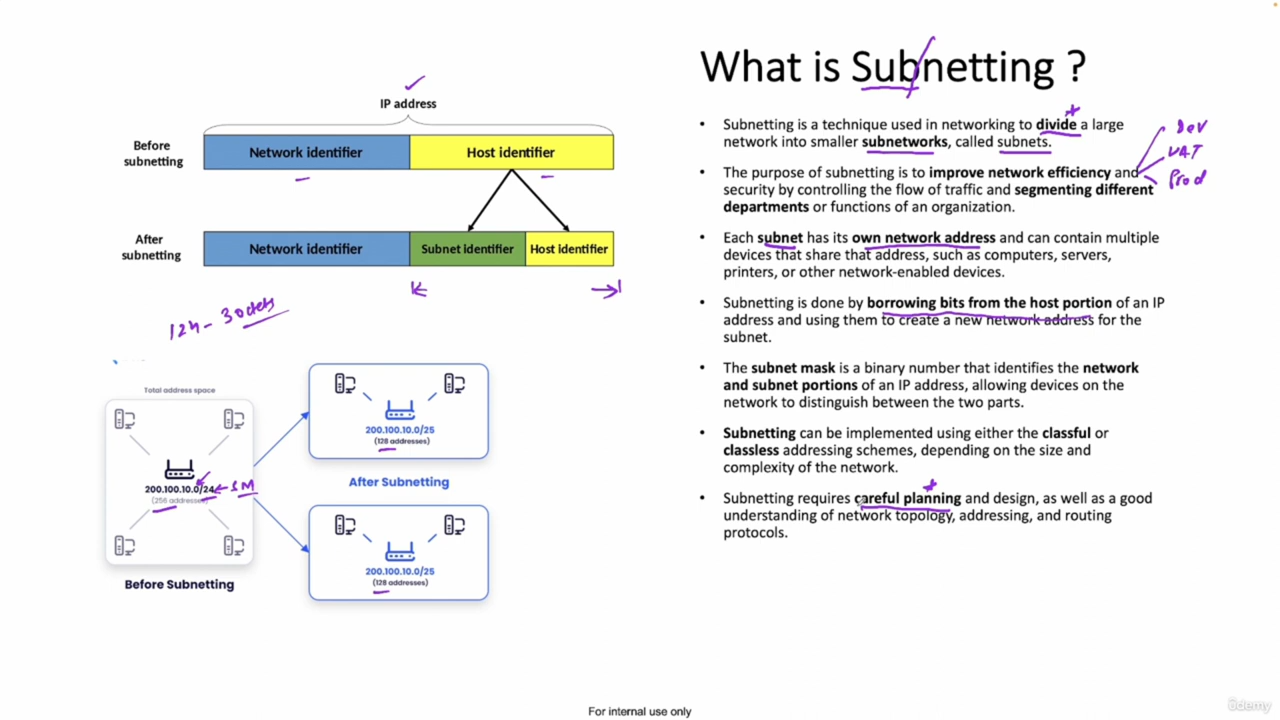 What is Subnetting ?
IP address
Before
subnetting
Network identifier
Host identifier
After
subnetting
Network identifier
Subnet identifier
Host identifier
124 - 3 octets
Total address space
200.100.10.0/24
SM
(256 addresses)
Before Subnetting
200.100.10.0/25
(128 addresses)
After Subnetting
200.100.10.0/25
(128 addresses)
• Subnetting is a technique used in networking to divide a large
network into smaller subnetworks, called subnets.
• The purpose of subnetting is to improve network efficiency and
security by controlling the flow of traffic and segmenting different
departments or functions of an organization.
Dev
UAT
Prod
• Each subnet has its own network address and can contain multiple
devices that share that address, such as computers, servers,
printers, or other network-enabled devices.
• Subnetting is done by borrowing bits from the host portion of an IP
address and using them to create a new network address for the
subnet.
• The subnet mask is a binary number that identifies the network
and subnet portions of an IP address, allowing devices on the
network to distinguish between the two parts.
• Subnetting can be implemented using either the classful or
classless addressing schemes, depending on the size and
complexity of the network.
• Subnetting requires careful planning and design, as well as a good
understanding of network topology, addressing, and routing
protocols.
For internal use only
ûdemy